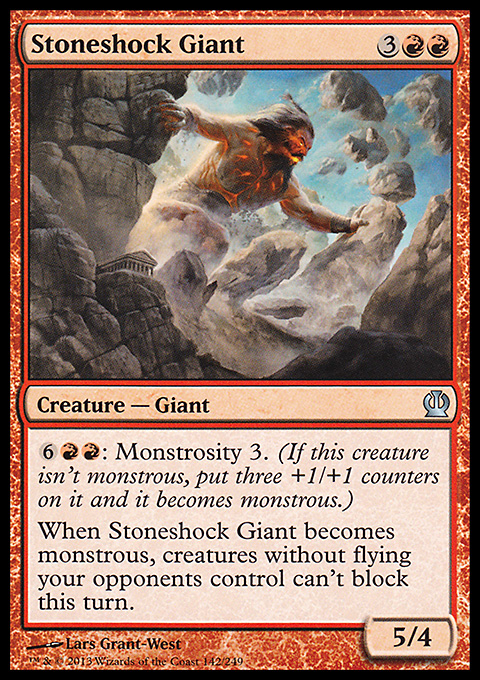 Stoneshock Giant 3
Creature — Giant
6: Monstrosity 3. (If this creature
isn't monstrous, put three +1/+1 counters
on it and it becomes monstrous.)
When Stoneshock Giant becomes
monstrous, creatures without flying
your opponents control can't block
this turn.
5/4
Lars Grant-West
™ & © 2013 Wizards of the Coast 142/249